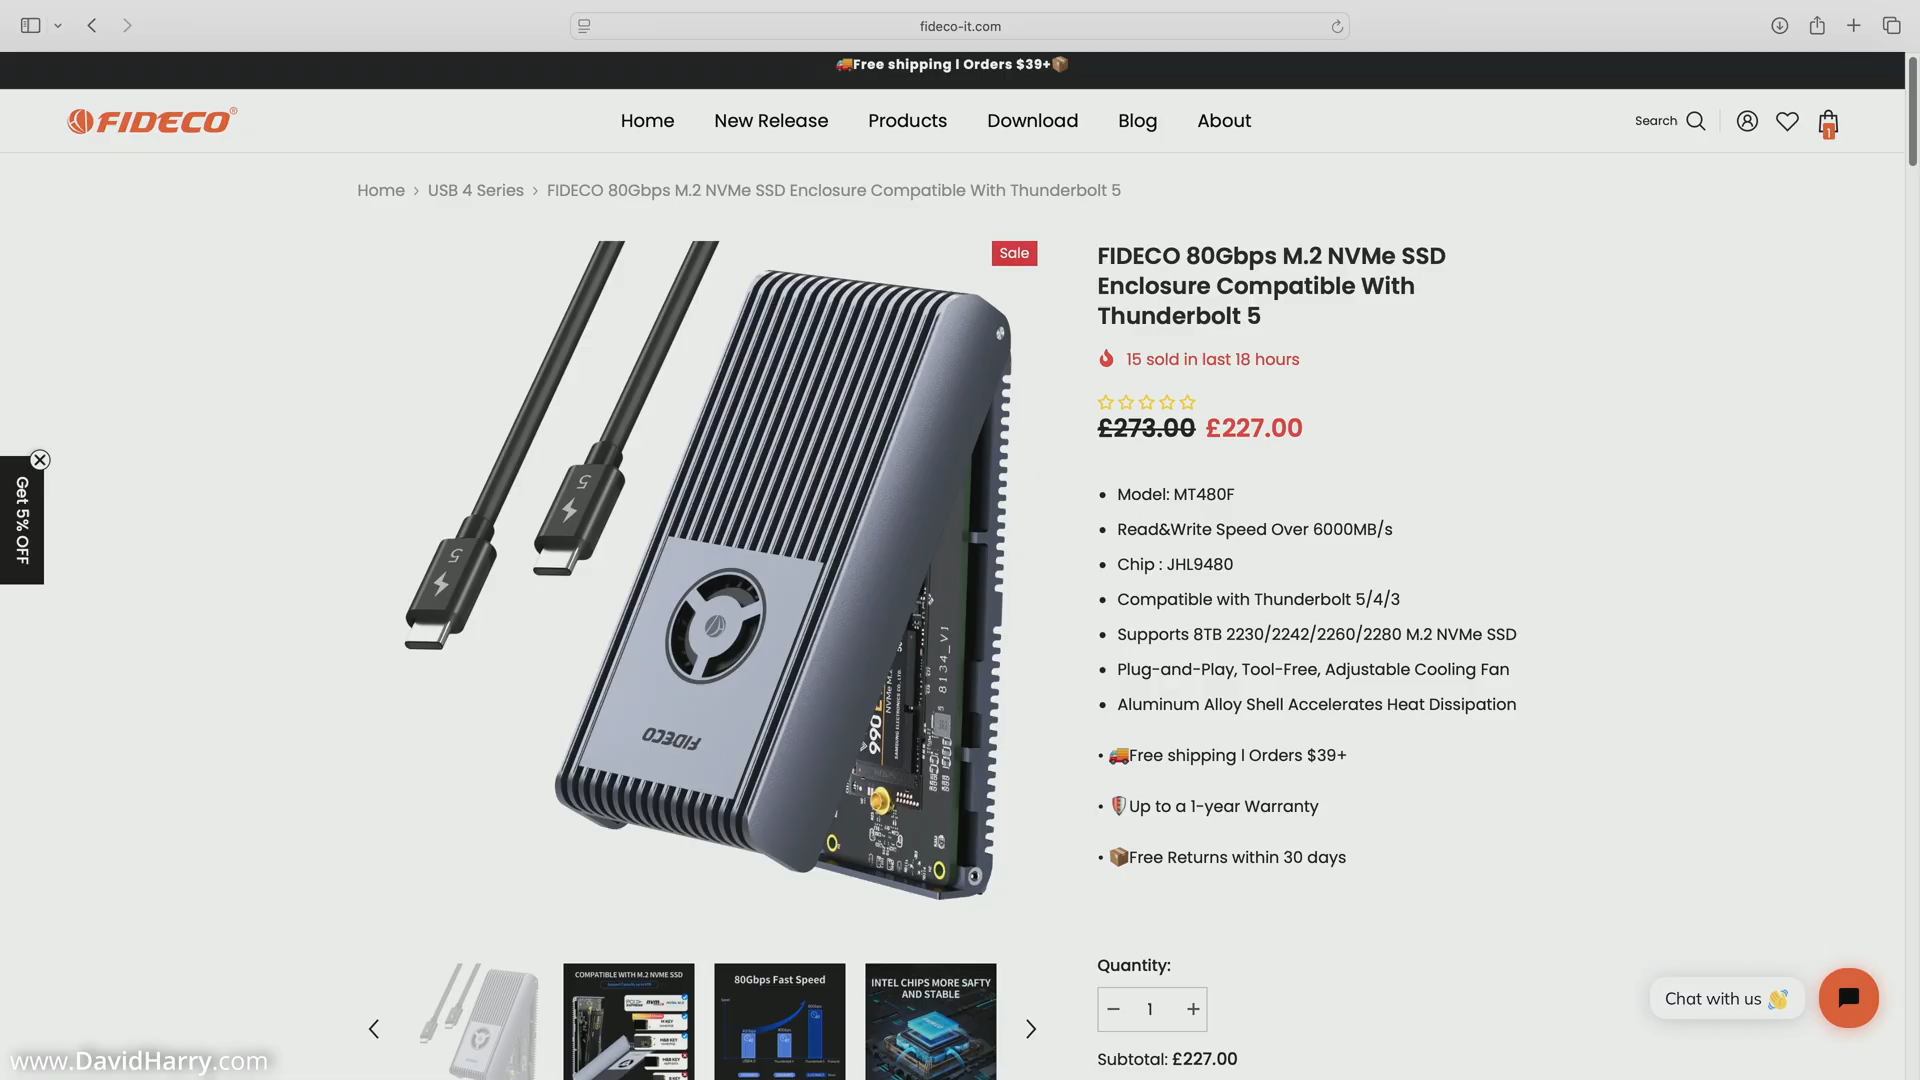 fideco-it.com
🚚Free shipping l Orders $39+📦
FIDECO®
Home
New Release
Products
Download
Blog
About
Search
1
Home › USB 4 Series › FIDECO 80Gbps M.2 NVMe SSD Enclosure Compatible With Thunderbolt 5
Sale
FIDECO 80Gbps M.2 NVMe SSD
Enclosure Compatible With
Thunderbolt 5
15 sold in last 18 hours
£273.00 £227.00
• Model: MT480F
• Read&Write Speed Over 6000MB/s
• Chip : JHL9480
• Compatible with Thunderbolt 5/4/3
• Supports 8TB 2230/2242/2260/2280 M.2 NVMe SSD
• Plug-and-Play, Tool-Free, Adjustable Cooling Fan
• Aluminum Alloy Shell Accelerates Heat Dissipation
• 🚚Free shipping l Orders $39+
• Up to a 1-year Warranty
• 📦Free Returns within 30 days
Get 5% OFF
5
5
FIDECO
990
NVMe M.2
8134_V1
COMPATIBLE WITH M.2 NVME SSD
80Gbps Fast Speed
INTEL CHIPS MORE SAFTY
AND STABLE
Quantity:
− 1 +
Subtotal: £227.00
Chat with us 👋
www.DavidHarry.com